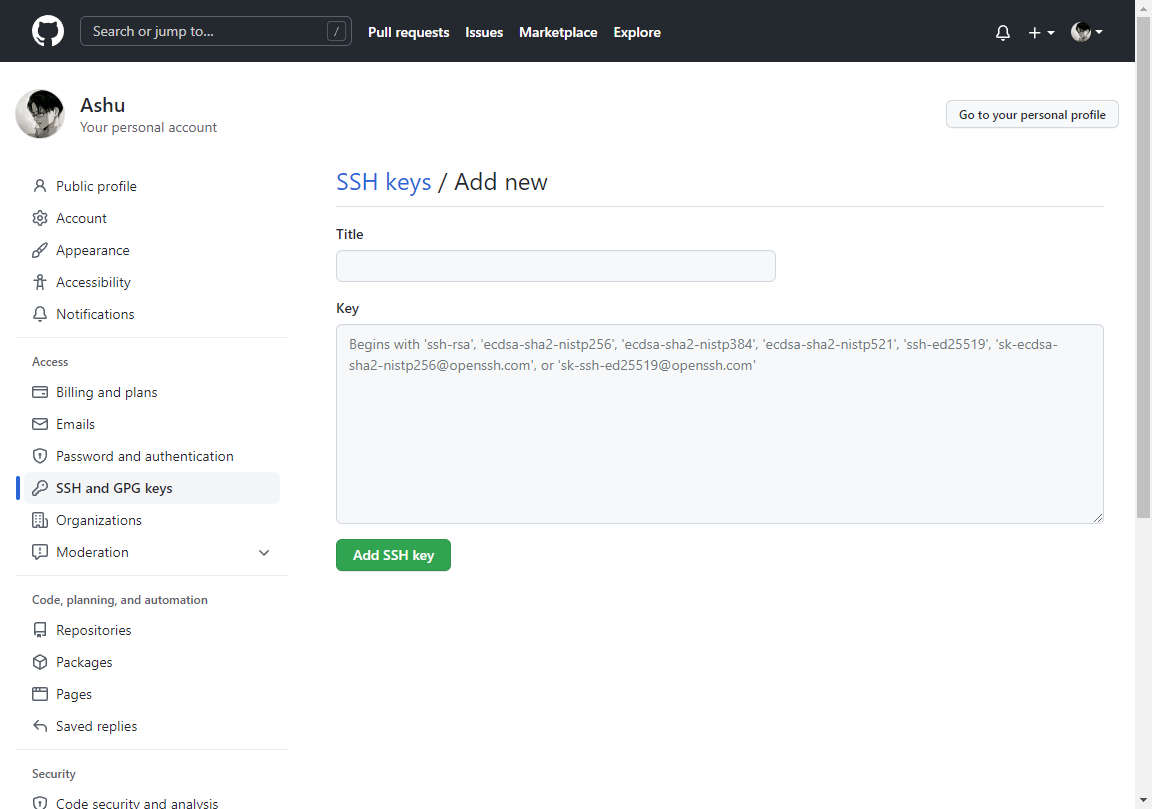 Search or jump to...
/
Pull requests
Issues
Marketplace
Explore
Ashu
Your personal account
Go to your personal profile
Public profile
Account
Appearance
Accessibility
Notifications
Access
Billing and plans
Emails
Password and authentication
SSH and GPG keys
Organizations
Moderation
Code, planning, and automation
Repositories
Packages
Pages
Saved replies
Security
Code security and analysis
SSH keys / Add new
Title
Key
Begins with 'ssh-rsa', 'ecdsa-sha2-nistp256', 'ecdsa-sha2-nistp384', 'ecdsa-sha2-nistp521', 'ssh-ed25519', 'sk-ecdsa-
sha2-nistp256@openssh.com', or 'sk-ssh-ed25519@openssh.com'
Add SSH key